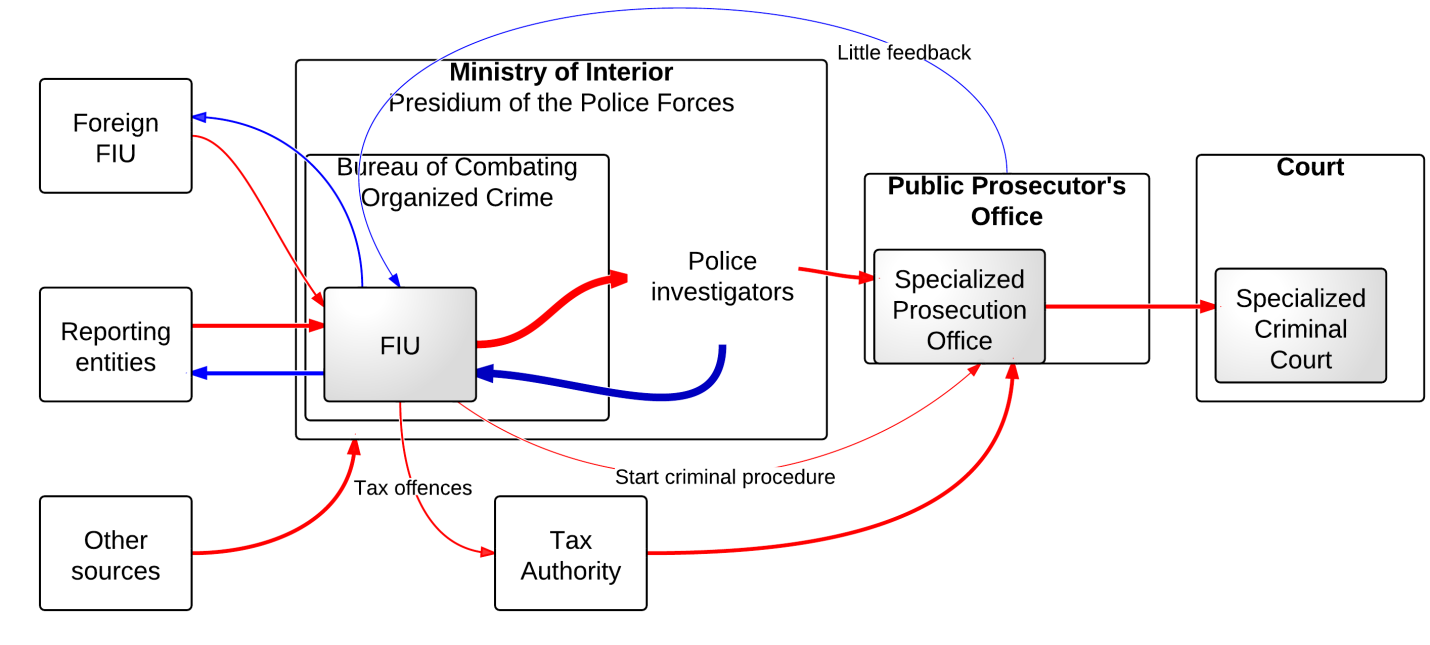 Little feedback
Ministry of Interior
Presidium of the Police Forces
Foreign
FIU
Bureau of Combating
Organized Crime
Public Prosecutor's
Office
Court
Police
investigators
Specialized
Prosecution
Office
Specialized
Criminal
Court
Reporting
entities
FIU
Start criminal procedure
Tax offences
Other
sources
Tax
Authority